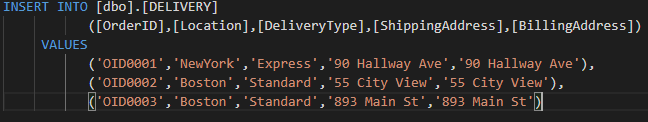 INSERT INTO [dbo].[DELIVERY]
([OrderID],[Location],[DeliveryType],[ShippingAddress],[BillingAddress])
VALUES
('OID0001','NewYork','Express','90 Hallway Ave','90 Hallway Ave'),
('OID0002','Boston','Standard','55 City View','55 City View'),
('OID0003','Boston','Standard','893 Main St','893 Main St')